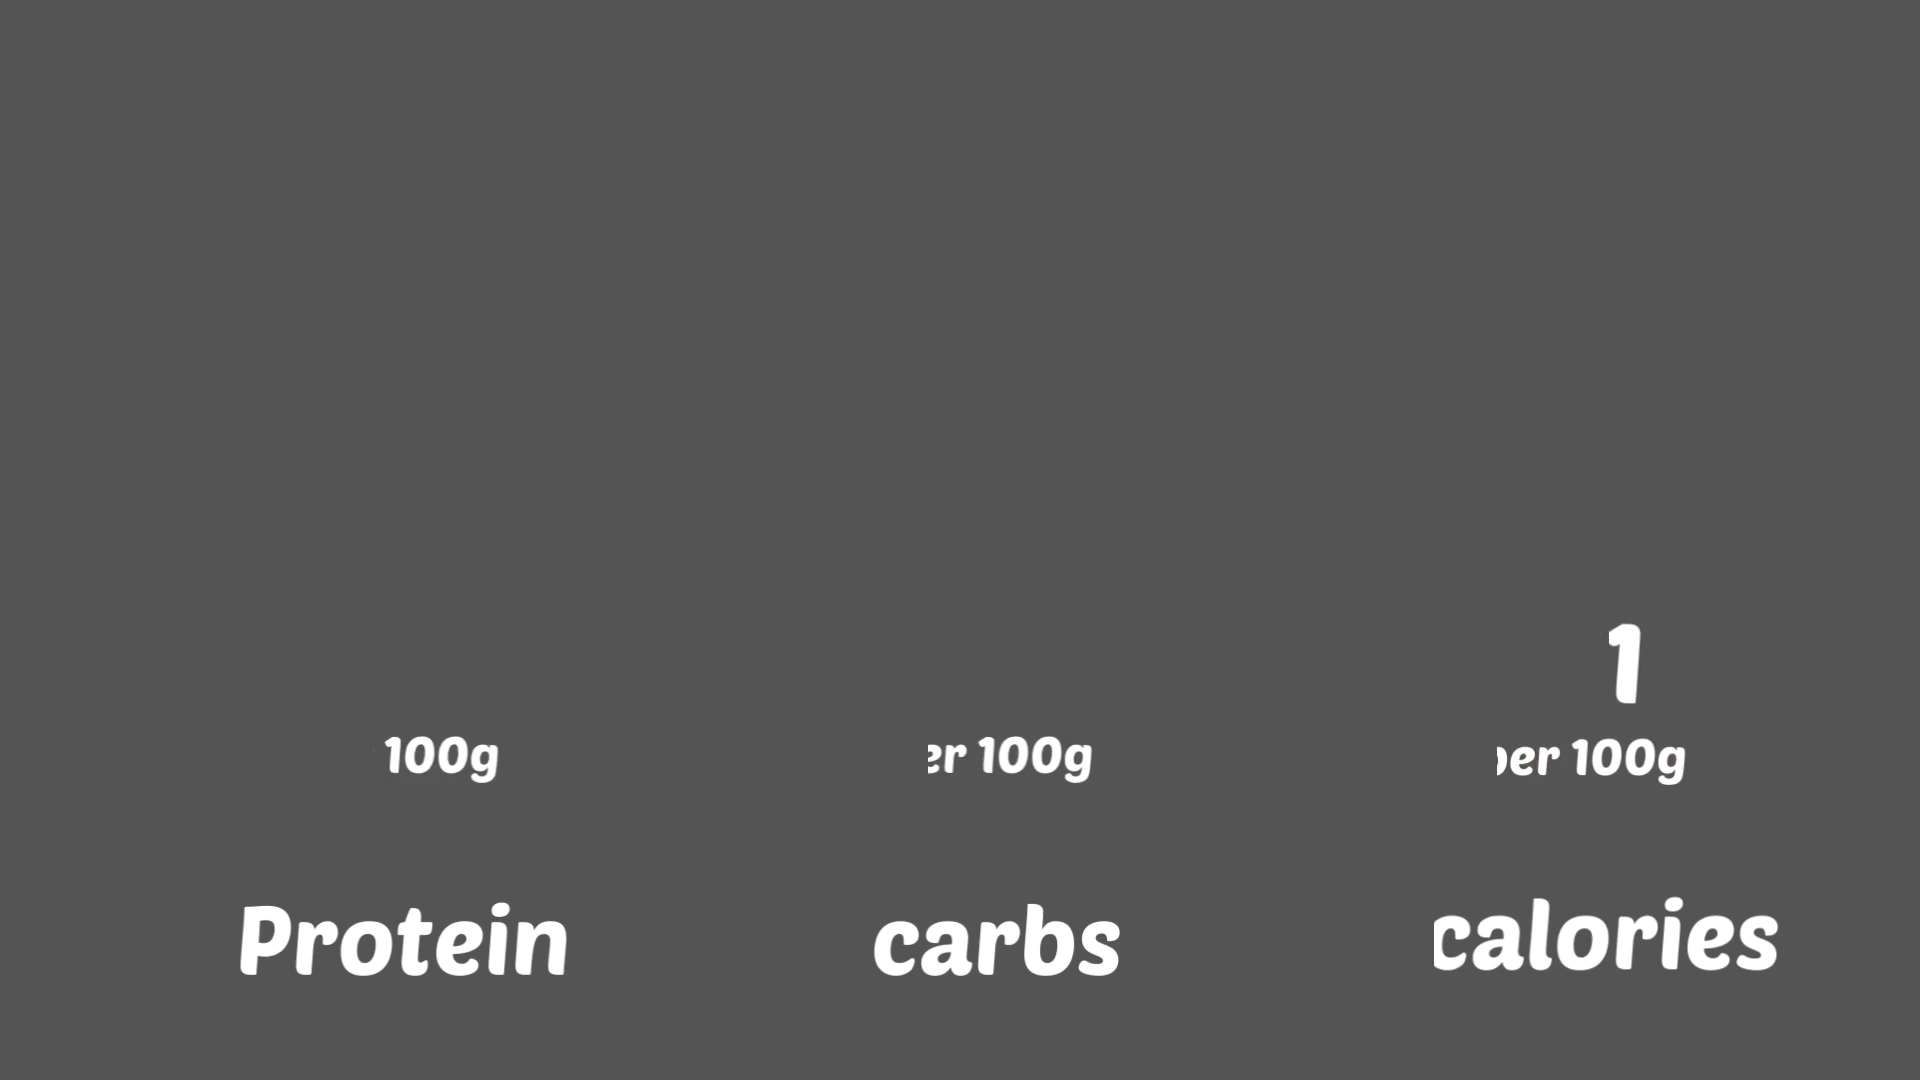 1
100g
er 100g
per 100g
Protein
carbs
calories